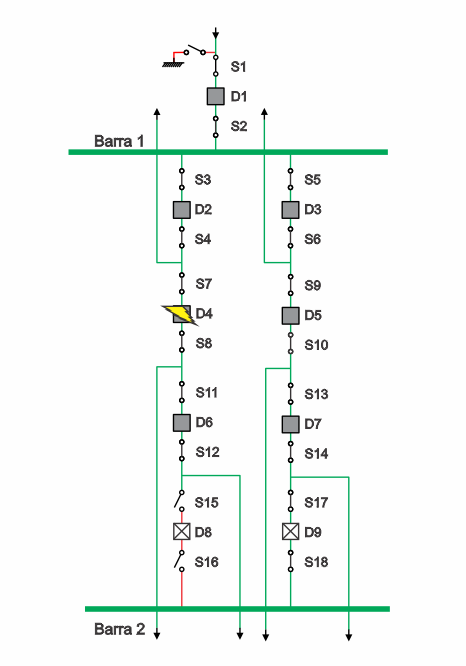 S1
D1
S2
Barra 1
S3 S5
D2 D3
S4 S6
S7 S9
D4 D5
S8 S10
S11 S13
D6 D7
S12 S14
S15 S17
D8 D9
S16 S18
Barra 2